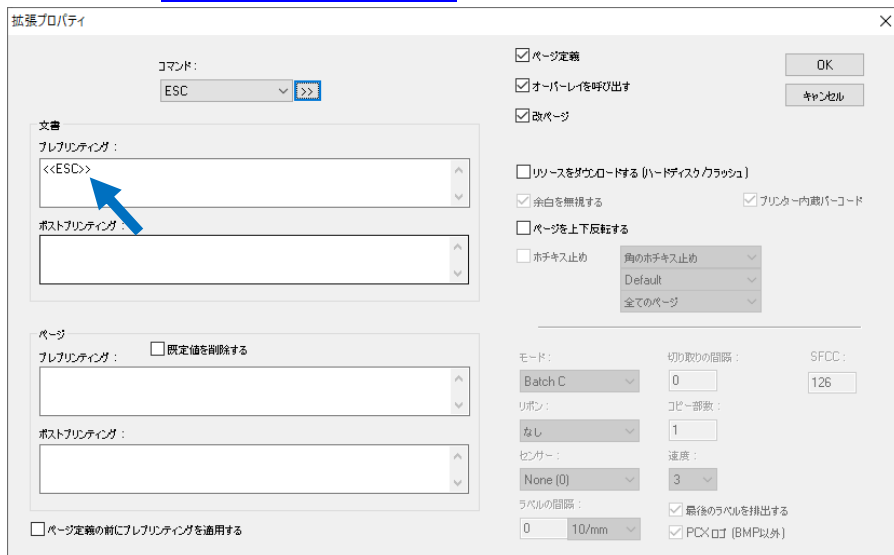 拡張プロパティ
コマンド:
ESC
>>
文書
プレプリンティング:
<<ESC>>
ポストプリンティング:
ページ
プレプリンティング:
既定値を削除する
ポストプリンティング:
ページ定義の前にプレプリンティングを適用する
ページ定義
オーバーレイを呼び出す
改ページ
OK
キャンセル
リソースをダウンロードする (ハードディスク/フラッシュ)
余白を無視する
プリンター内蔵バーコード
ページを上下反転する
ホチキス止め
角のホチキス止め
Default
全てのページ
モード:
切り取りの間隔:
SFCC:
Batch C
0
126
リボン:
コピー部数:
なし
1
センサー:
速度:
None (0)
3
ラベルの間隔:
0
10/mm
最後のラベルを排出する
PCXロゴ (BMP以外)